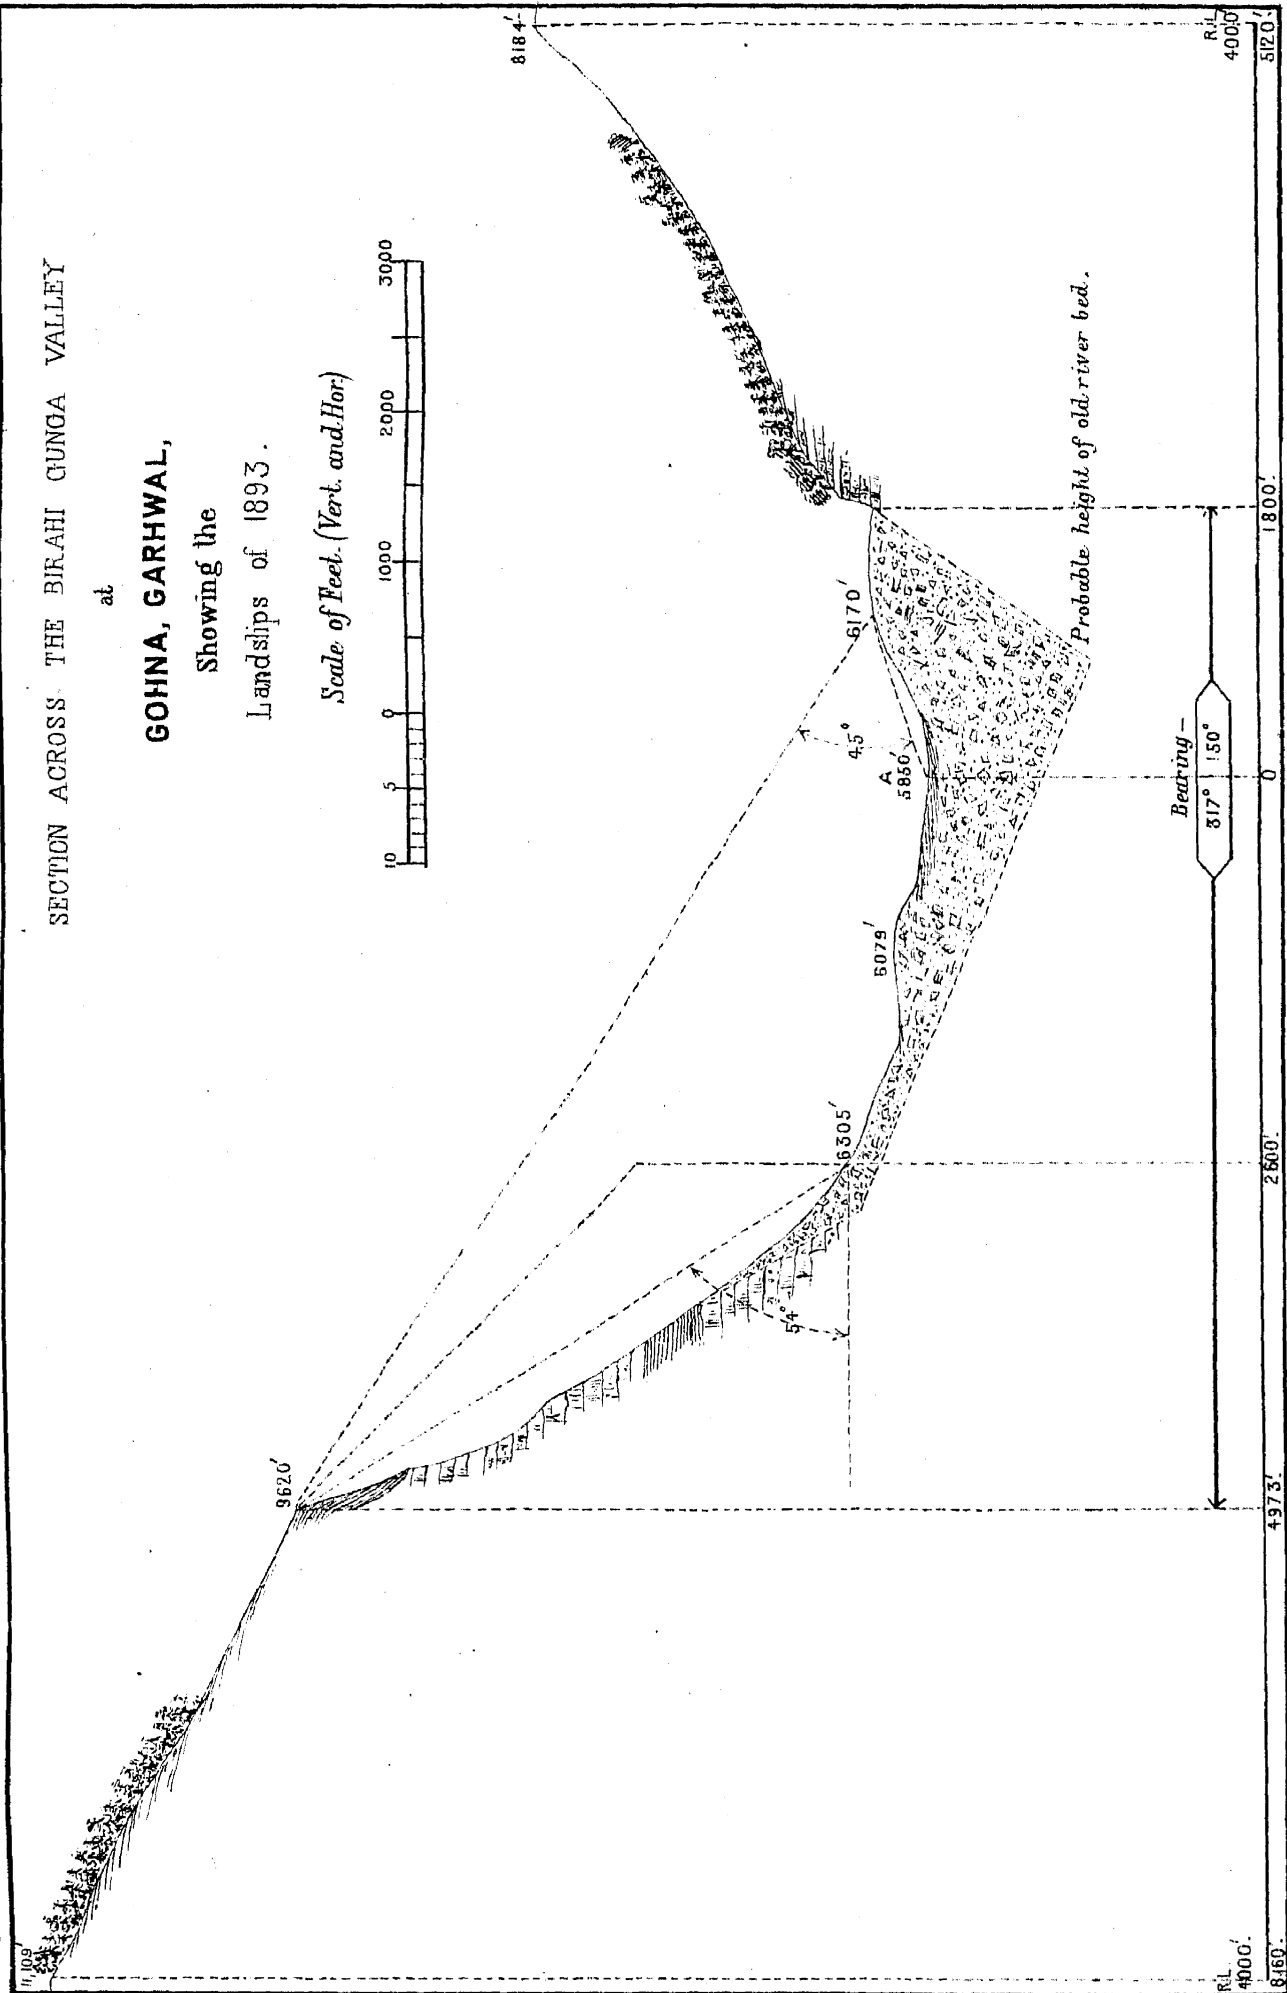 SECTION ACROSS THE BIRAHI GUNGA VALLEY
at
GOHNA, GARHWAL,
Showing the
Landslips of 1893.
Scale of Feet. (Vert. and Hor.)
10 5 0 1000 2000 3000
11,109'
9620'
8184'
6305'
6079'
A
5850'
6170'
45°
54°
Probable height of old river bed.
Bearing —
317° 150°
R.L.
4000'.
R.L.
4000'
8160'. 4973'. 2600'. 0 1800'. 5120'.